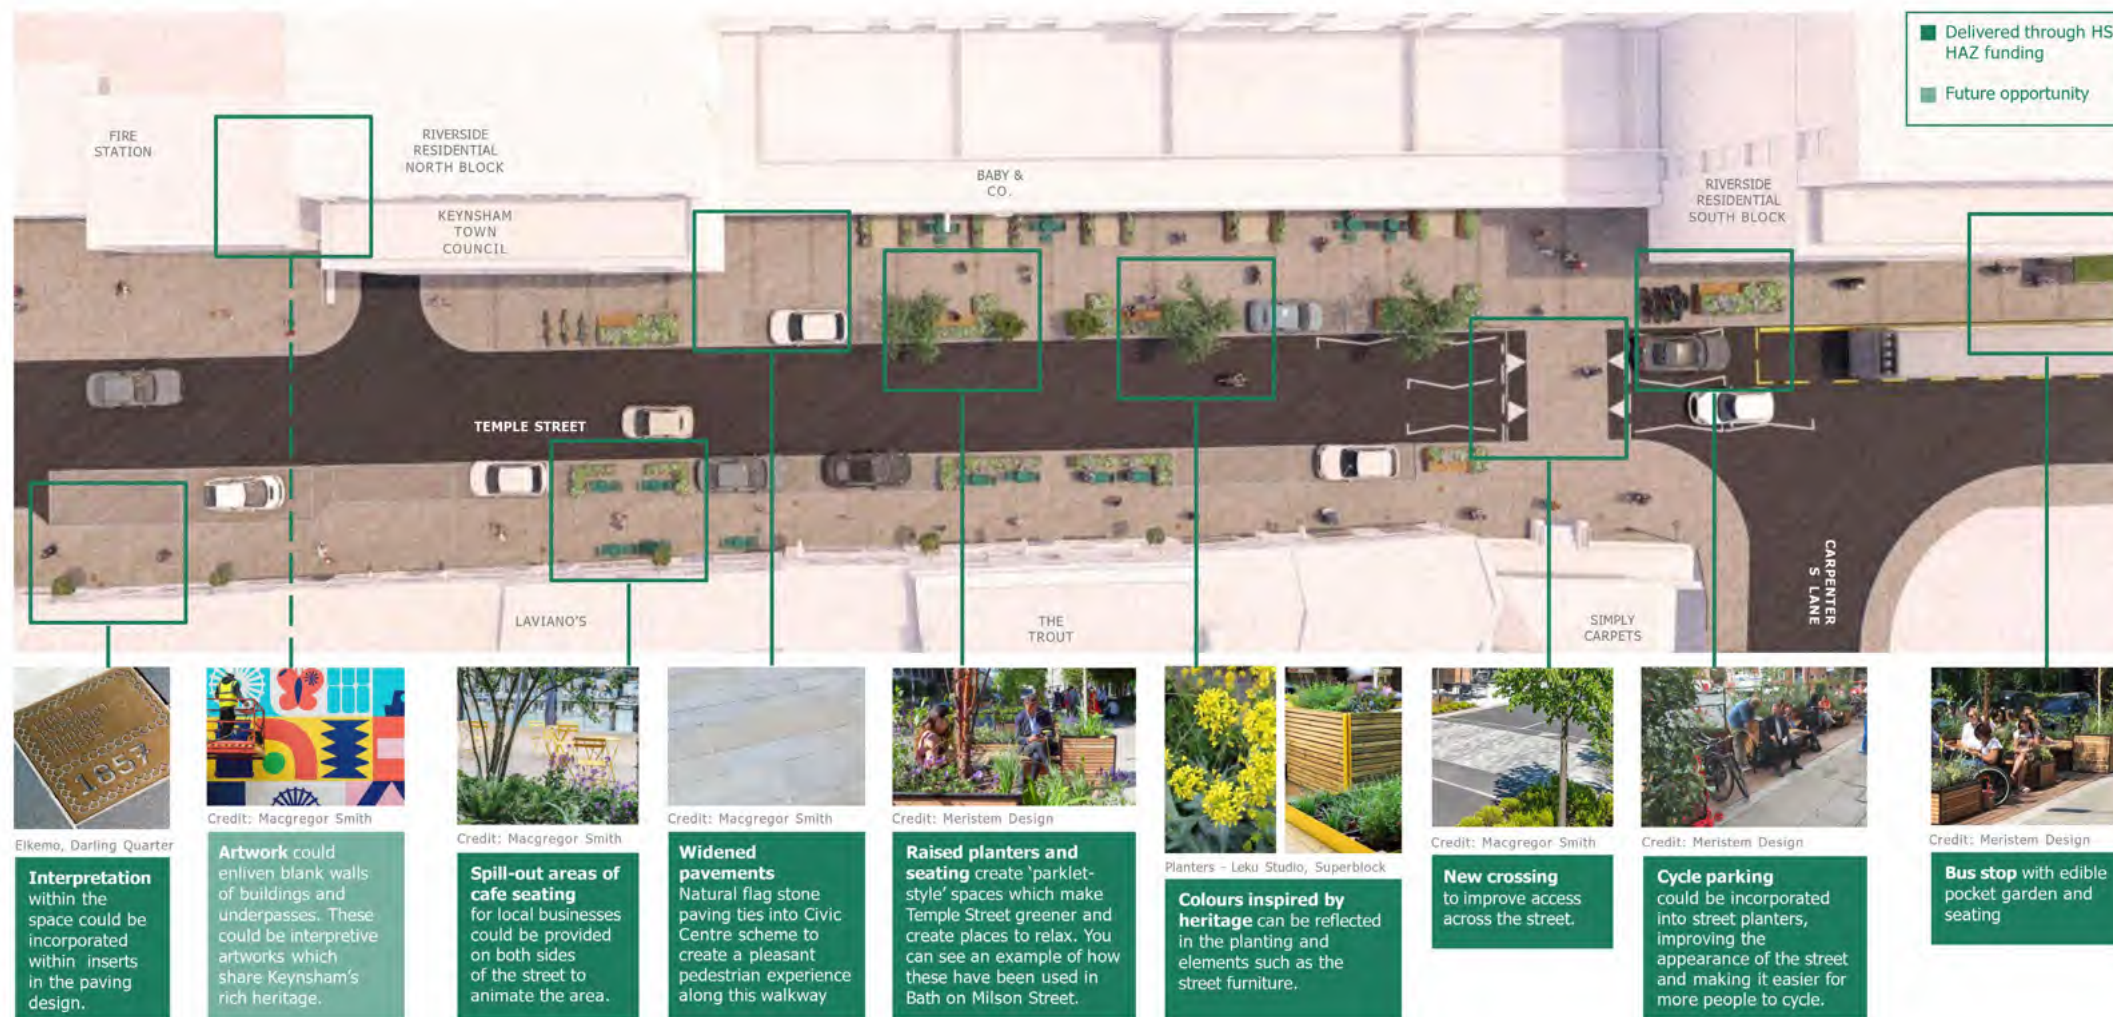 Delivered through HS
HAZ funding
Future opportunity
FIRE
STATION
RIVERSIDE
RESIDENTIAL
NORTH BLOCK
KEYNSHAM
TOWN
COUNCIL
BABY &
CO.
RIVERSIDE
RESIDENTIAL
SOUTH BLOCK
TEMPLE STREET
CARPENTER
S LANE
LAVIANO'S
THE
TROUT
SIMPLY
CARPETS
1857
Elkemo, Darling Quarter
Interpretation
within the
space could be
incorporated
within inserts
in the paving
design.
Credit: Macgregor Smith
Artwork could
enliven blank walls
of buildings and
underpasses. These
could be interpretive
artworks which
share Keynsham's
rich heritage.
Credit: Macgregor Smith
Spill-out areas of
cafe seating
for local businesses
could be provided
on both sides
of the street to
animate the area.
Credit: Macgregor Smith
Widened
pavements
Natural flag stone
paving ties into Civic
Centre scheme to
create a pleasant
pedestrian experience
along this walkway
Credit: Meristem Design
Raised planters and
seating create 'parklet-
style' spaces which make
Temple Street greener and
create places to relax. You
can see an example of how
these have been used in
Bath on Milson Street.
Planters - Leku Studio, Superblock
Colours inspired by
heritage can be reflected
in the planting and
elements such as the
street furniture.
Credit: Macgregor Smith
New crossing
to improve access
across the street.
Credit: Meristem Design
Cycle parking
could be incorporated
into street planters,
improving the
appearance of the street
and making it easier for
more people to cycle.
Credit: Meristem Design
Bus stop with edible
pocket garden and
seating